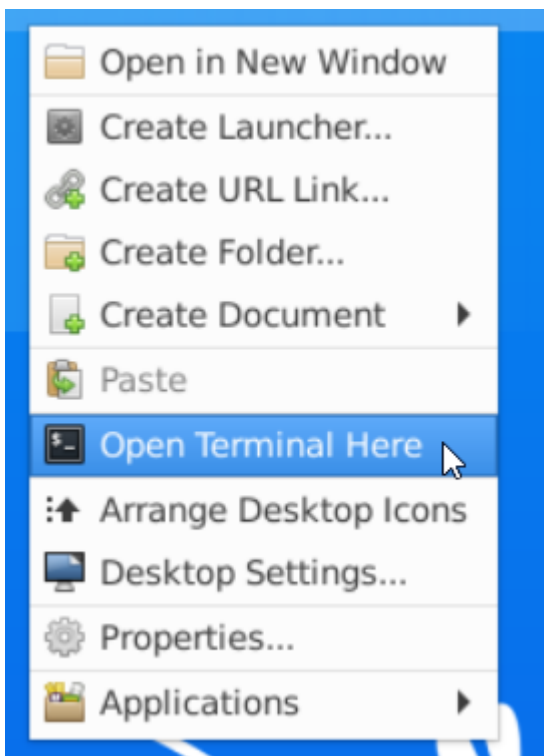 Open in New Window
Create Launcher...
Create URL Link...
Create Folder...
Create Document
Paste
Open Terminal Here
Arrange Desktop Icons
Desktop Settings...
Properties...
Applications